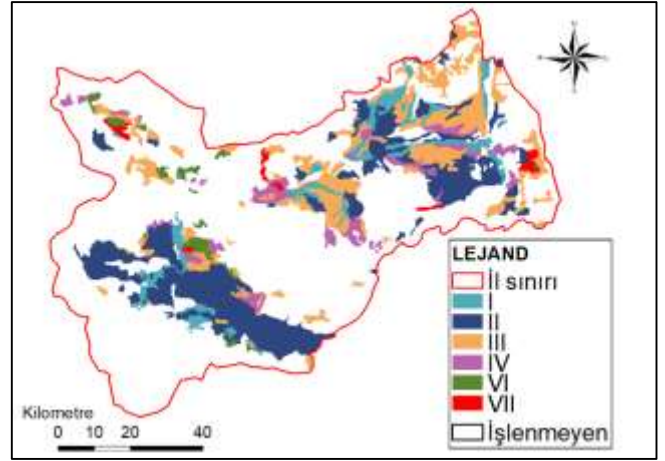 LEJAND
İl sınırı
I
II
III
IV
VI
VII
İşlenmeyen
Kilometre
0 10 20 40